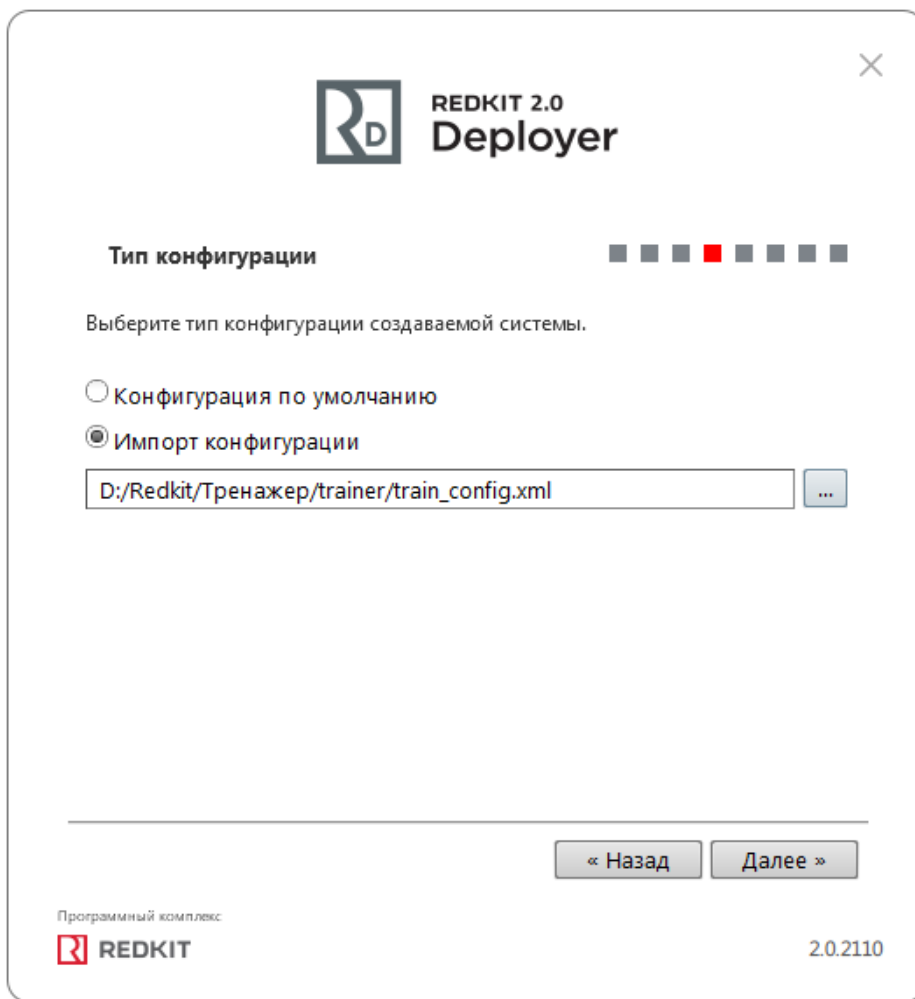 REDKIT 2.0
Deployer
Тип конфигурации
Выберите тип конфигурации создаваемой системы.
Конфигурация по умолчанию
Импорт конфигурации
D:/Redkit/Тренажер/trainer/train_config.xml
...
« Назад
Далее »
Программный комплекс
REDKIT
2.0.2110